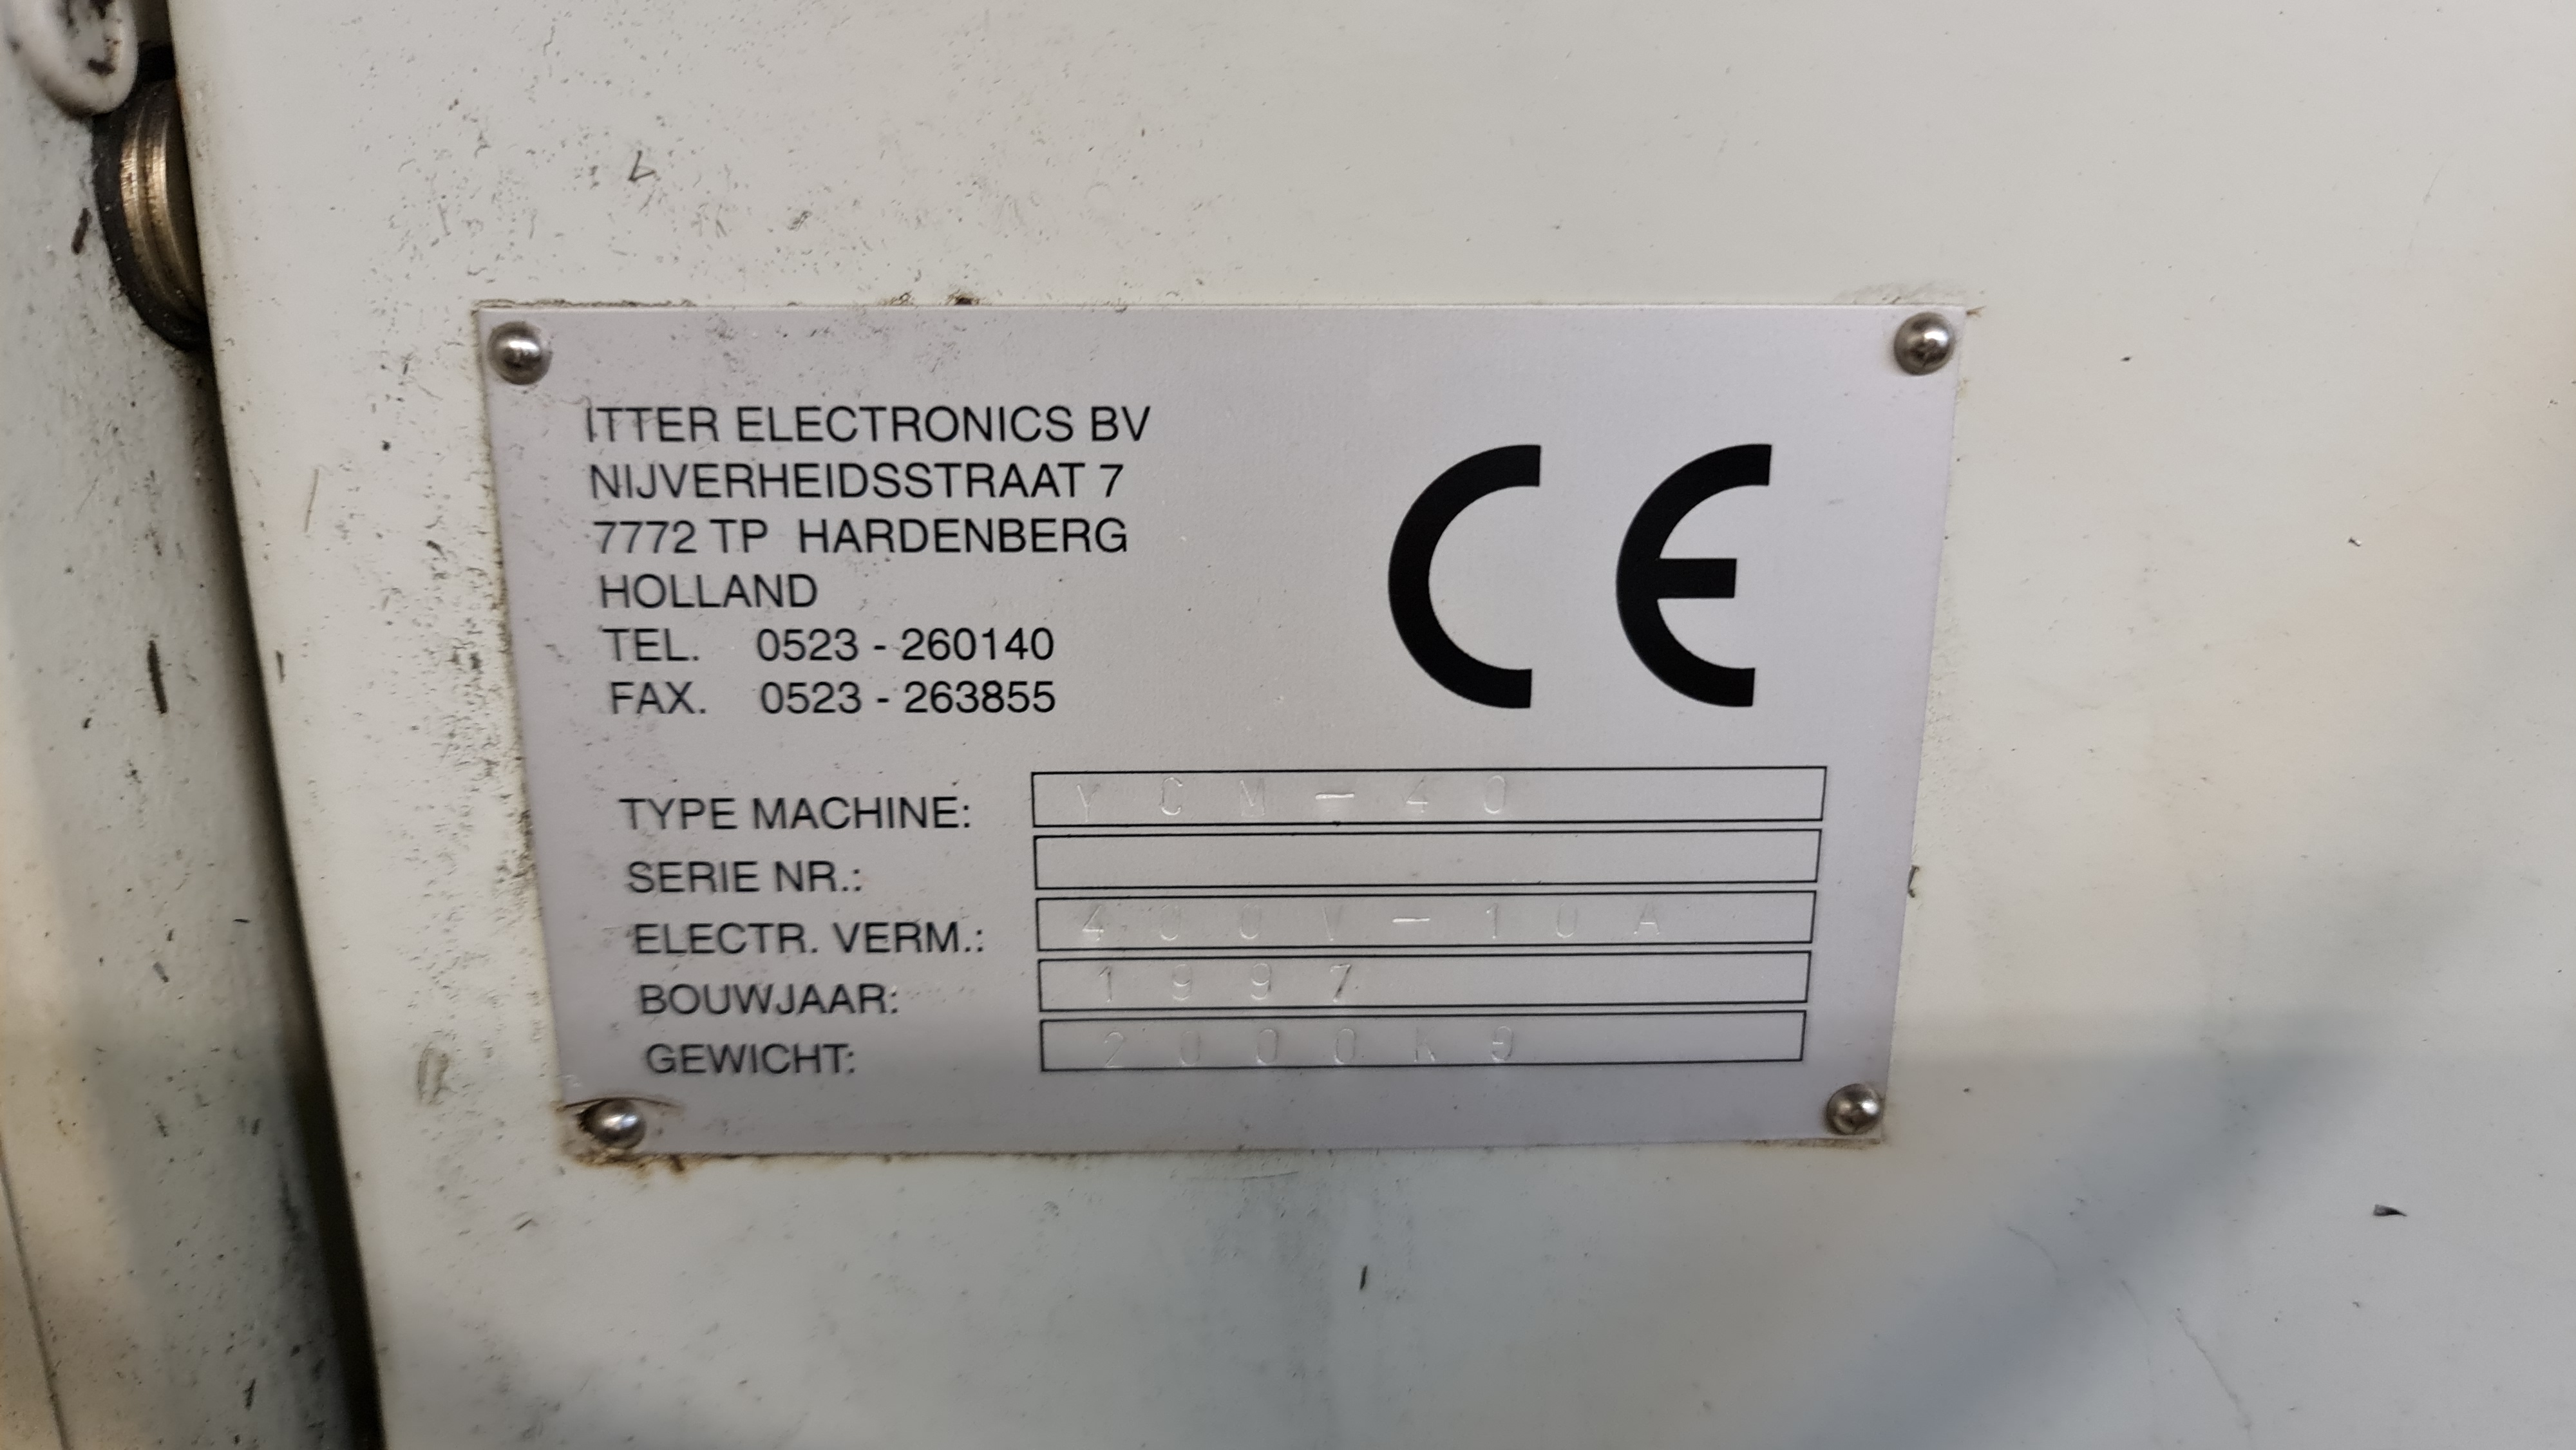 ITTER ELECTRONICS BV
NIJVERHEIDSSTRAAT 7
7772 TP HARDENBERG
HOLLAND
TEL. 0523 - 260140
FAX. 0523 - 263855
CE
TYPE MACHINE: YCM-40
SERIE NR.:
ELECTR. VERM.: 400V-10A
BOUWJAAR: 1997
GEWICHT: 2000Kg